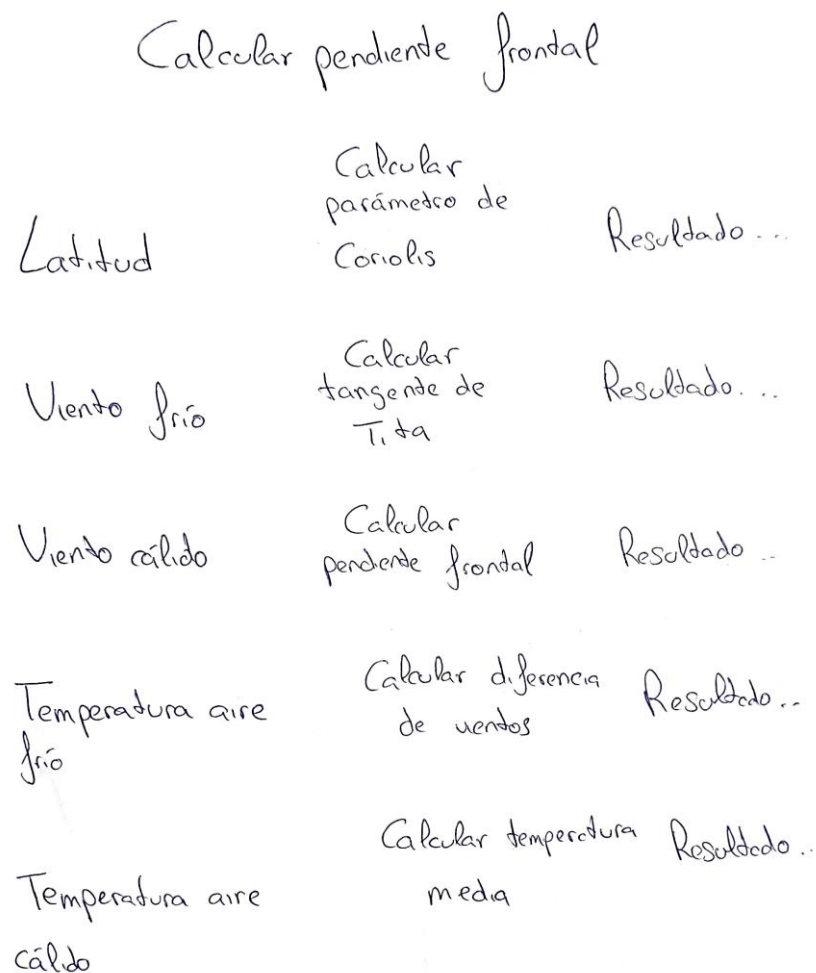 Calcular pendiente frontal
Calcular
parámetro de
Coriolis
Latitud
Resultado...
Calcular
tangente de
Tita
Viento frío
Resultado...
Calcular
pendiente frontal
Viento cálido
Resultado..
Calcular diferencia
de vientos
Temperatura aire
frío
Resultado..
Calcular temperatura
media
Temperatura aire
cálido
Resultado..